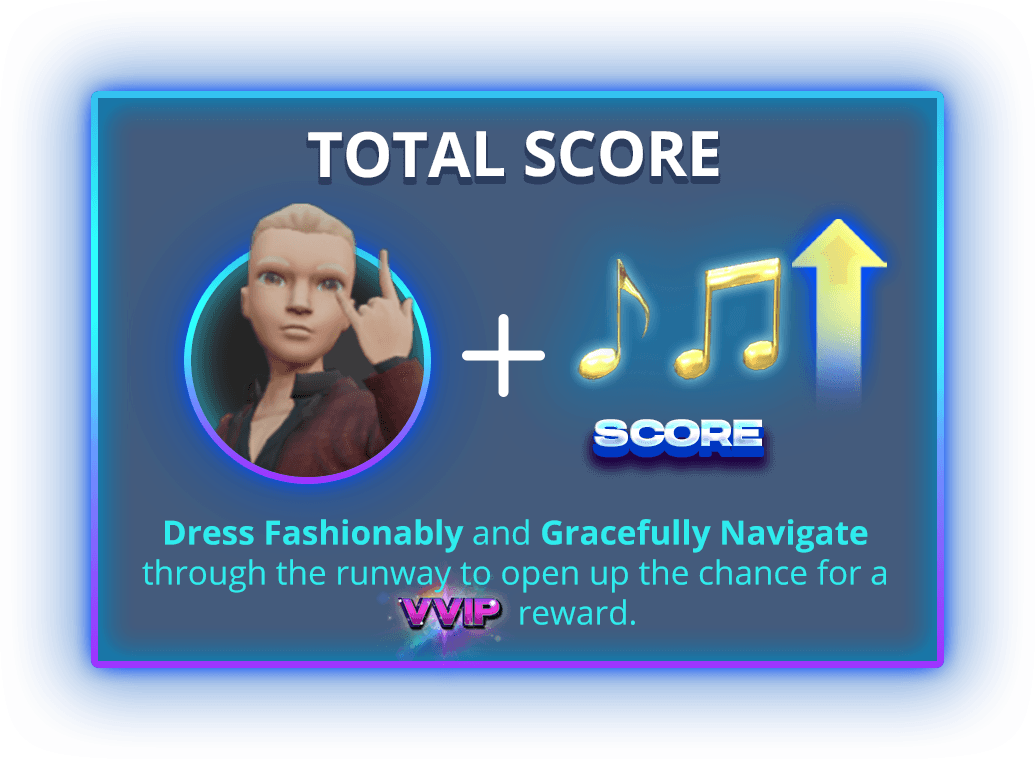 TOTAL SCORE
SCORE
Dress Fashionably and Gracefully Navigate
through the runway to open up the chance for a
VVIP reward.